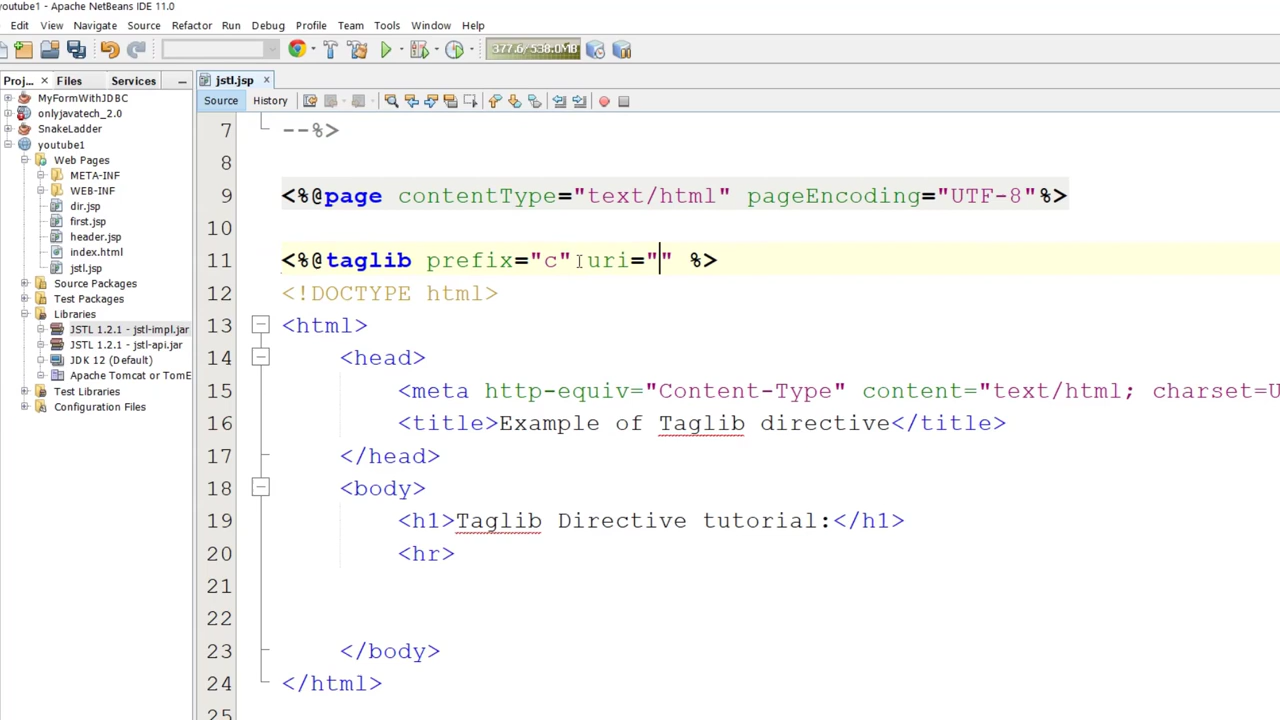 youtube1 - Apache NetBeans IDE 11.0
Edit View Navigate Source Refactor Run Debug Profile Team Tools Window Help
377.6/538.0MB
Proj... Files Services
jstl.jsp
Source History
MyFormWithJDBC
onlyjavatech_2.0
SnakeLadder
youtube1
Web Pages
META-INF
WEB-INF
dir.jsp
first.jsp
header.jsp
index.html
jstl.jsp
Source Packages
Test Packages
Libraries
JSTL 1.2.1 - jstl-impl.jar
JSTL 1.2.1 - jstl-api.jar
JDK 12 (Default)
Apache Tomcat or TomE
Test Libraries
Configuration Files
7 --%>
8
9 <%@page contentType="text/html" pageEncoding="UTF-8"%>
10
11 <%@taglib prefix="c" uri="" %>
12 <!DOCTYPE html>
13 <html>
14 <head>
15 <meta http-equiv="Content-Type" content="text/html; charset=U
16 <title>Example of Taglib directive</title>
17 </head>
18 <body>
19 <h1>Taglib Directive tutorial:</h1>
20 <hr>
21
22
23 </body>
24 </html>
25